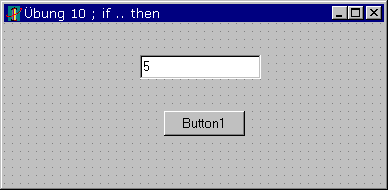 Übung 10 ; if .. then
5
Button1